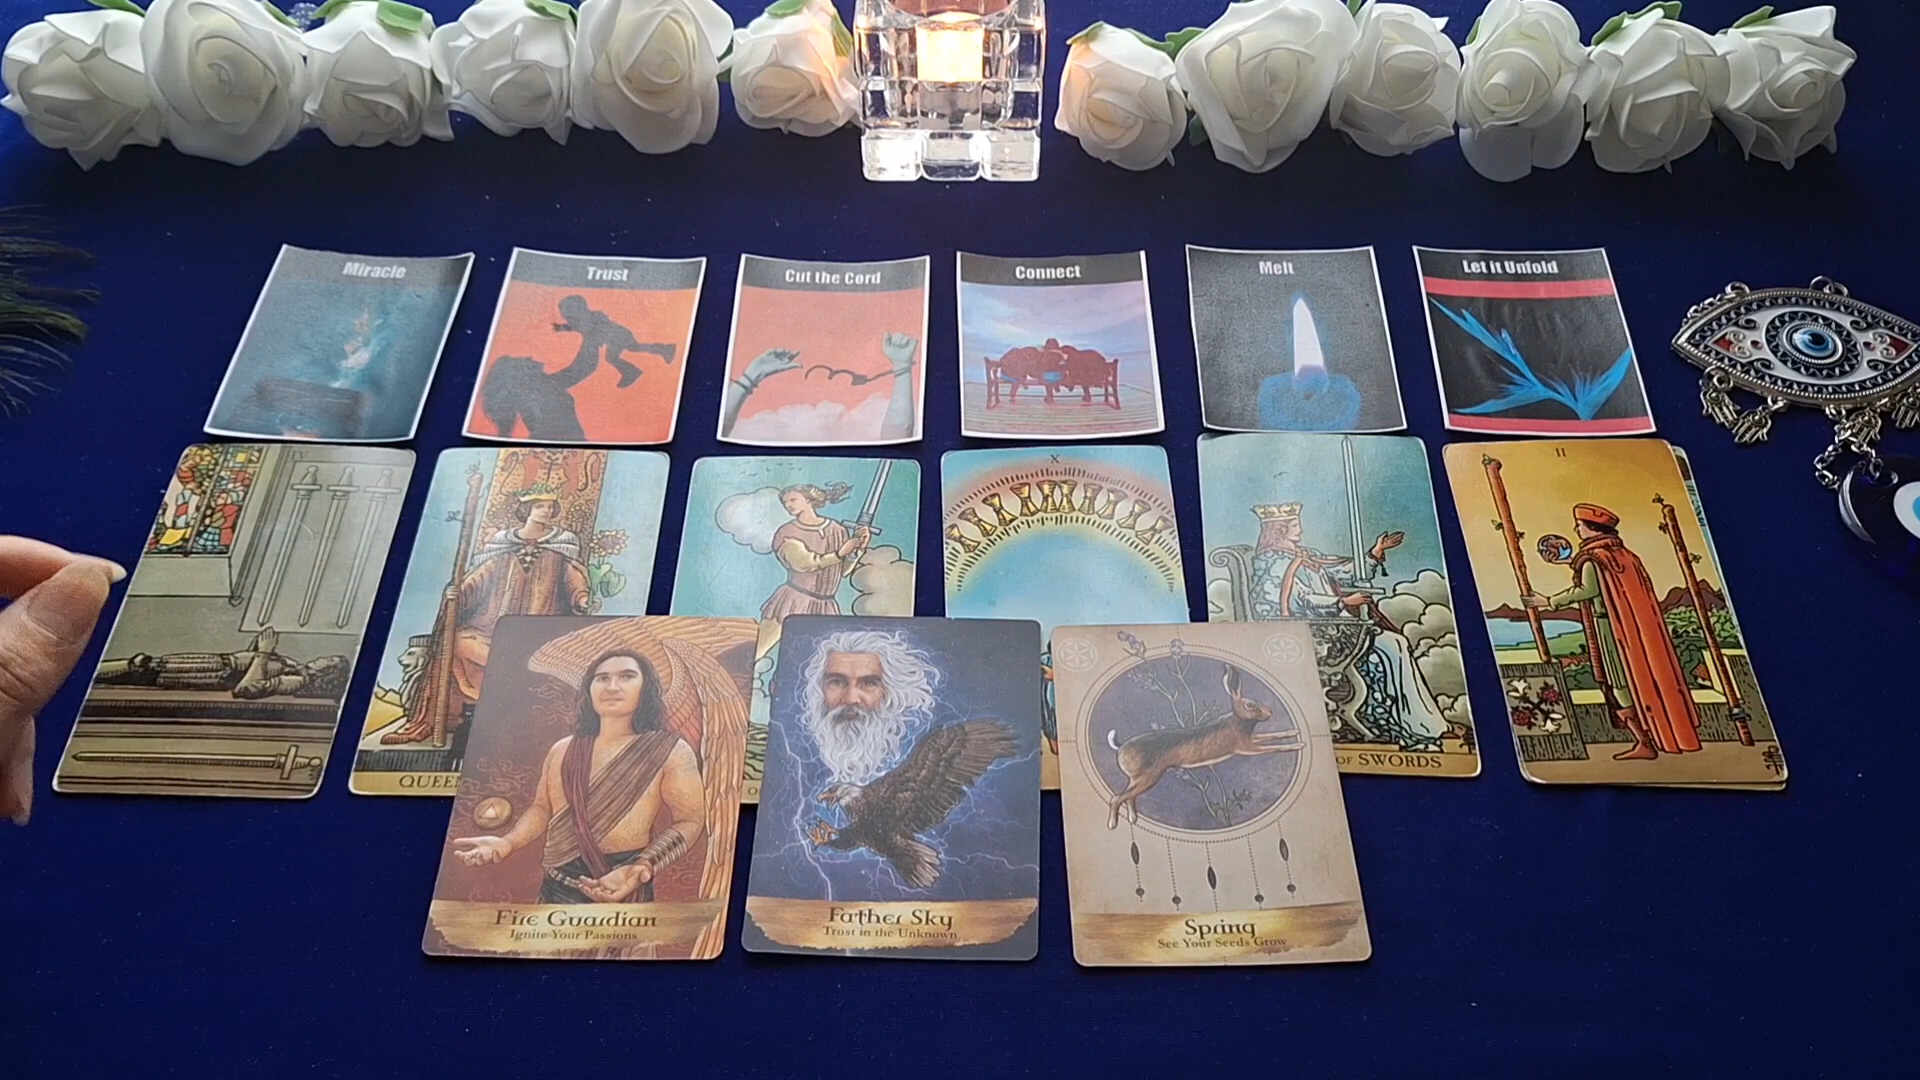 Miracle
Trust
Cut the Cord
Connect
Melt
Let it Unfold
IV
X
II
QUEEN
OF SWORDS
Fire Guardian
Ignite Your Passions
Father Sky
Trust in the Unknown
Spring
See Your Seeds Grow